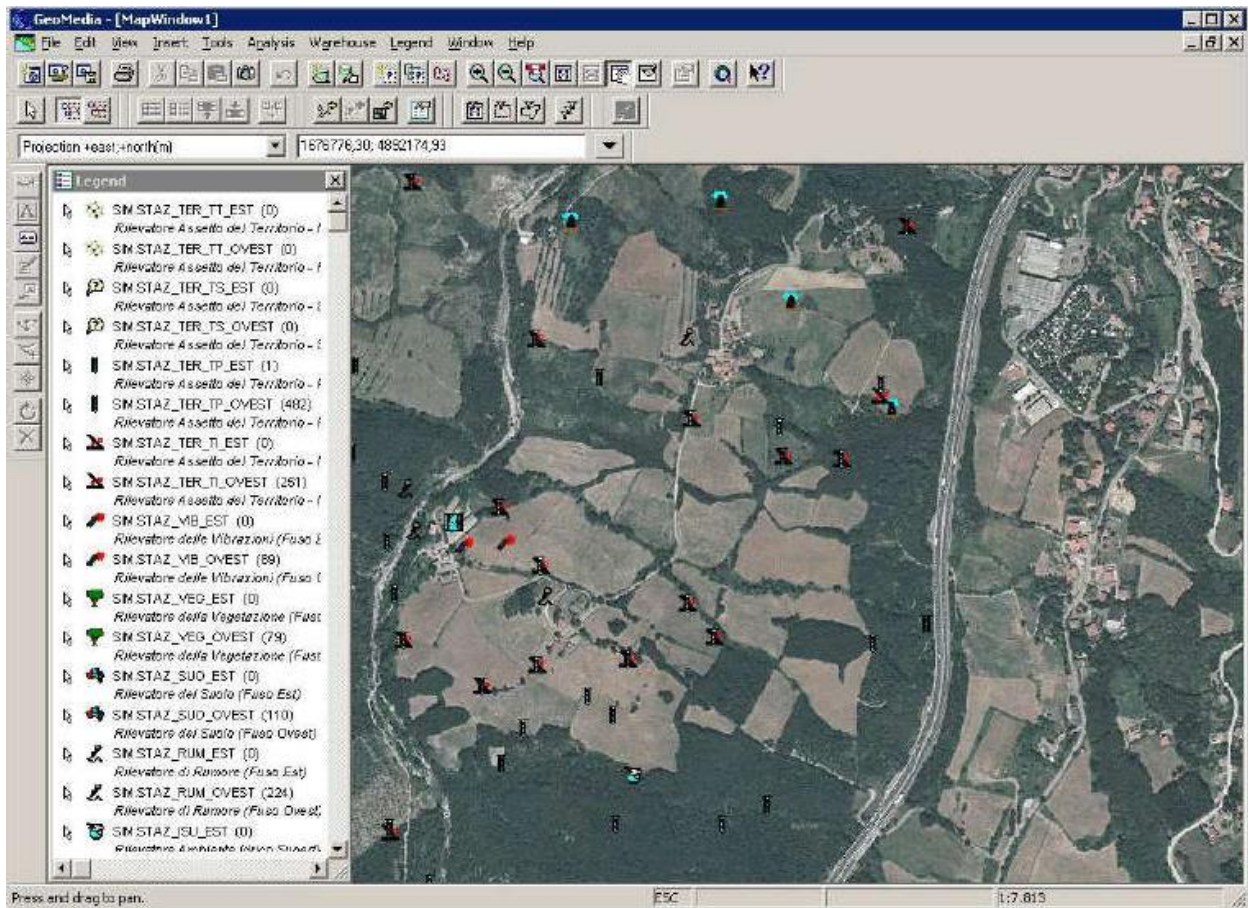 GeoMedia - [MapWindow1]
File Edit View Insert Tools Analysis Warehouse Legend Window Help
Projection +east;+north(m)
1676776,30; 4892174,93
Legend
SIM.STAZ_TER_TT_EST (0)
Rilevatore Assetto del Territorio -
SIM.STAZ_TER_TT_OVEST (0)
Rilevatore Assetto del Territorio -
SIM.STAZ_TER_TS_EST (0)
Rilevatore Assetto del Territorio -
SIM.STAZ_TER_TS_OVEST (0)
Rilevatore Assetto del Territorio -
SIM.STAZ_TER_TP_EST (1)
Rilevatore Assetto del Territorio -
SIM.STAZ_TER_TP_OVEST (482)
Rilevatore Assetto del Territorio -
SIM.STAZ_TER_TI_EST (0)
Rilevatore Assetto del Territorio -
SIM.STAZ_TER_TI_OVEST (251)
Rilevatore Assetto del Territorio -
SIM.STAZ_VIB_EST (0)
Rilevatore delle Vibrazioni (Fuso
SIM.STAZ_VIB_OVEST (89)
Rilevatore delle Vibrazioni (Fuso
SIM.STAZ_VEG_EST (0)
Rilevatore della Vegetazione (Fust
SIM.STAZ_VEG_OVEST (79)
Rilevatore della Vegetazione (Fust
SIM.STAZ_SUO_EST (0)
Rilevatore del Suolo (Fuso Est)
SIM.STAZ_SUO_OVEST (110)
Rilevatore del Suolo (Fuso Ovest)
SIM.STAZ_RUM_EST (0)
Rilevatore di Rumore (Fuso Est)
SIM.STAZ_RUM_OVEST (224)
Rilevatore di Rumore (Fuso Ovest)
SIM.STAZ_ISU_EST (0)
Rilevatore Ambiente
Press and drag to pan.
ESC
1:7.813